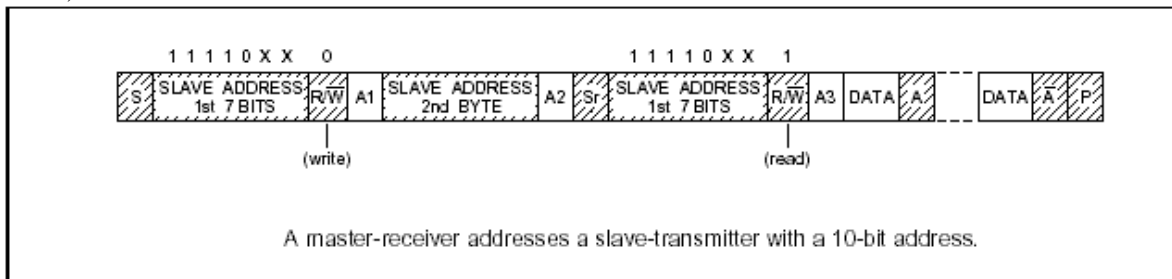 1 1 1 1 0 X X 0 1 1 1 1 0 X X 1
S SLAVE ADDRESS R/W̅ A1 SLAVE ADDRESS A2 Sr SLAVE ADDRESS R/W̅ A3 DATA A DATA A̅ P
1st 7 BITS 2nd BYTE 1st 7 BITS
(write) (read)
A master-receiver addresses a slave-transmitter with a 10-bit address.